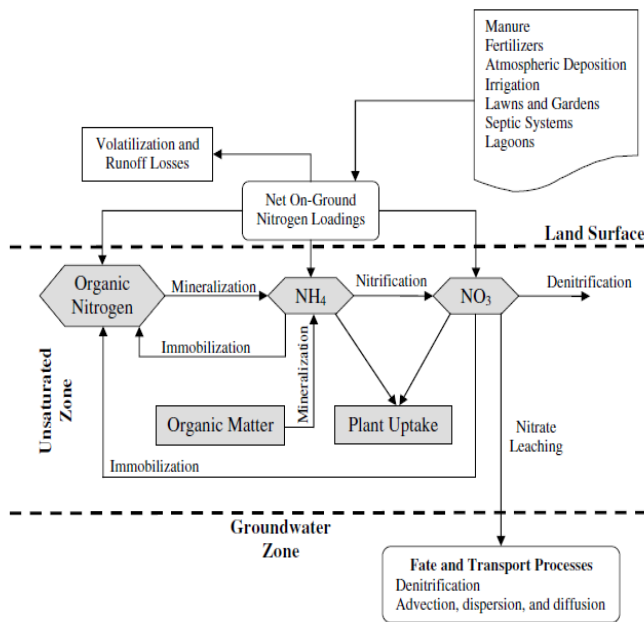 Manure
Fertilizers
Atmospheric Deposition
Irrigation
Lawns and Gardens
Septic Systems
Lagoons
Volatilization and
Runoff Losses
Net On-Ground
Nitrogen Loadings
Land Surface
Organic
Nitrogen
Mineralization
NH₄
Nitrification
NO₃
Denitrification
Immobilization
Mineralization
Unsaturated
Zone
Organic Matter
Plant Uptake
Nitrate
Leaching
Immobilization
Groundwater
Zone
Fate and Transport Processes
Denitrification
Advection, dispersion, and diffusion